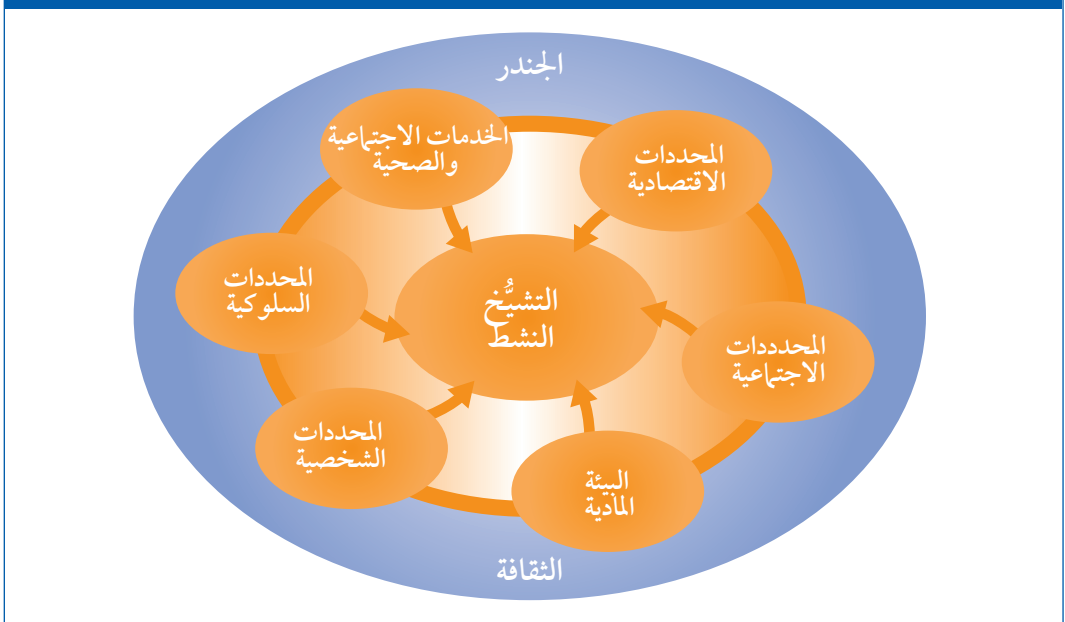 الجندر
المحددات
الاقتصادية
الخدمات الاجتماعية
والصحية
المحددات
السلوكية
التشيُّخ
النشط
المحدددات
الاجتماعية
المحددات
الشخصية
البيئة
المادية
الثقافة